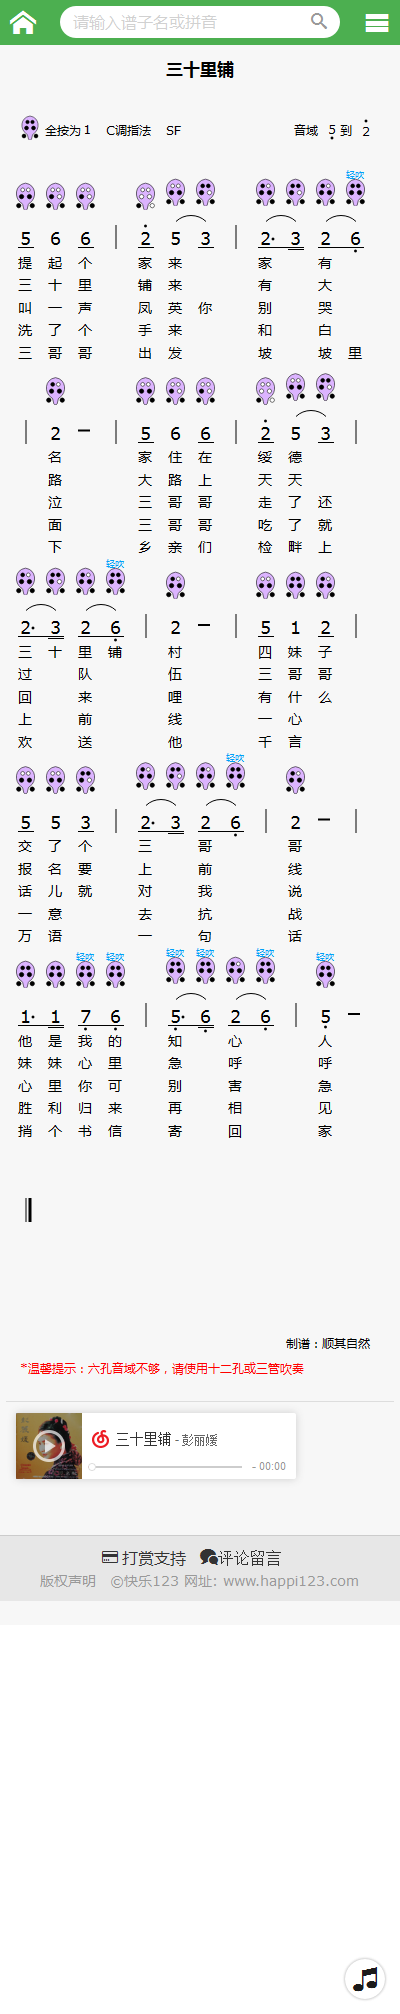 请输入谱子名或拼音
三十里铺
全按为 1 C调指法 SF 音域 5̣ 到 2̇
轻吹
5 6 6 | 2̇ 5 3 | 2· 3 2 6̣
提 起 个 家 来 家 有
三 十 里 铺 来 有 大
叫 一 声 凤 英 你 别 哭
洗 了 个 手 来 和 白
三 哥 哥 出 发 坡 坡 里
| 2 – | 5 6 6 | 2̇ 5 3 |
名 家 住 在 绥 德
路 大 路 上 天 天
泣 三 哥 哥 走 了 还
面 三 哥 哥 吃 了 就
下 乡 亲 们 检 畔 上
轻吹
2· 3 2 6̣ | 2 – | 5 1 2 |
三 十 里 铺 村 四 妹 子
过 队 伍 三 哥 哥
回 来 哩 有 什 么
上 前 线 一 心
欢 送 他 千 言
轻吹
5 5 3 | 2· 3 2 6̣ | 2 – |
交 了 个 三 哥 哥
报 名 要 上 前 线
话 儿 就 对 我 说
一 意 去 抗 战
万 语 一 句 话
轻吹 轻吹 轻吹 轻吹 轻吹 轻吹
1· 1 7̣ 6̣ | 5̣· 6̣ 2 6̣ | 5̣ –
他 是 我 的 知 心 人
妹 妹 心 里 急 呼 呼
心 里 你 可 别 害 急
胜 利 归 来 再 相 见
捎 个 书 信 寄 回 家
制谱：顺其自然
*温馨提示：六孔音域不够，请使用十二孔或三管吹奏
三十里铺 - 彭丽媛
- 00:00
打赏支持 评论留言
版权声明 ©快乐123 网址: www.happi123.com